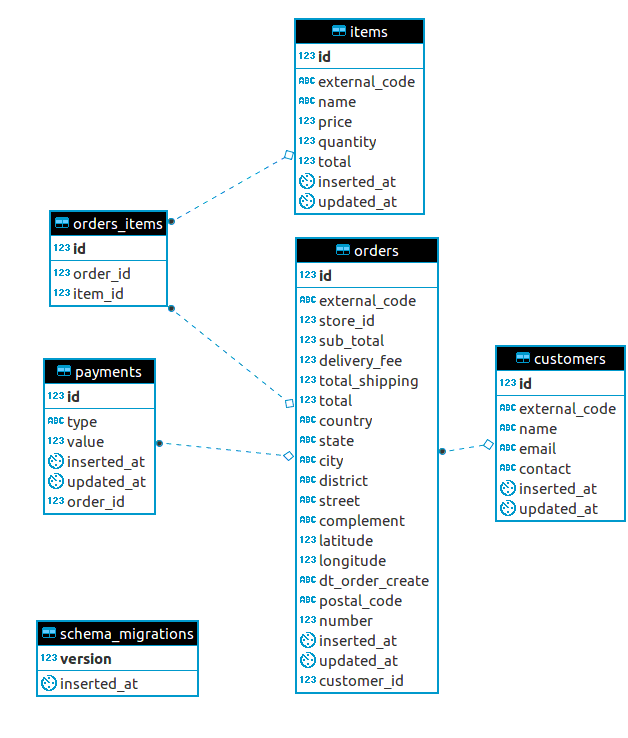 items
123 id
ABC external_code
ABC name
123 price
123 quantity
123 total
inserted_at
updated_at
orders_items
123 id
123 order_id
123 item_id
orders
123 id
ABC external_code
123 store_id
123 sub_total
123 delivery_fee
123 total_shipping
123 total
ABC country
ABC state
ABC city
ABC district
ABC street
ABC complement
123 latitude
123 longitude
ABC dt_order_create
ABC postal_code
123 number
inserted_at
updated_at
123 customer_id
payments
123 id
ABC type
123 value
inserted_at
updated_at
123 order_id
customers
123 id
ABC external_code
ABC name
ABC email
ABC contact
inserted_at
updated_at
schema_migrations
123 version
inserted_at